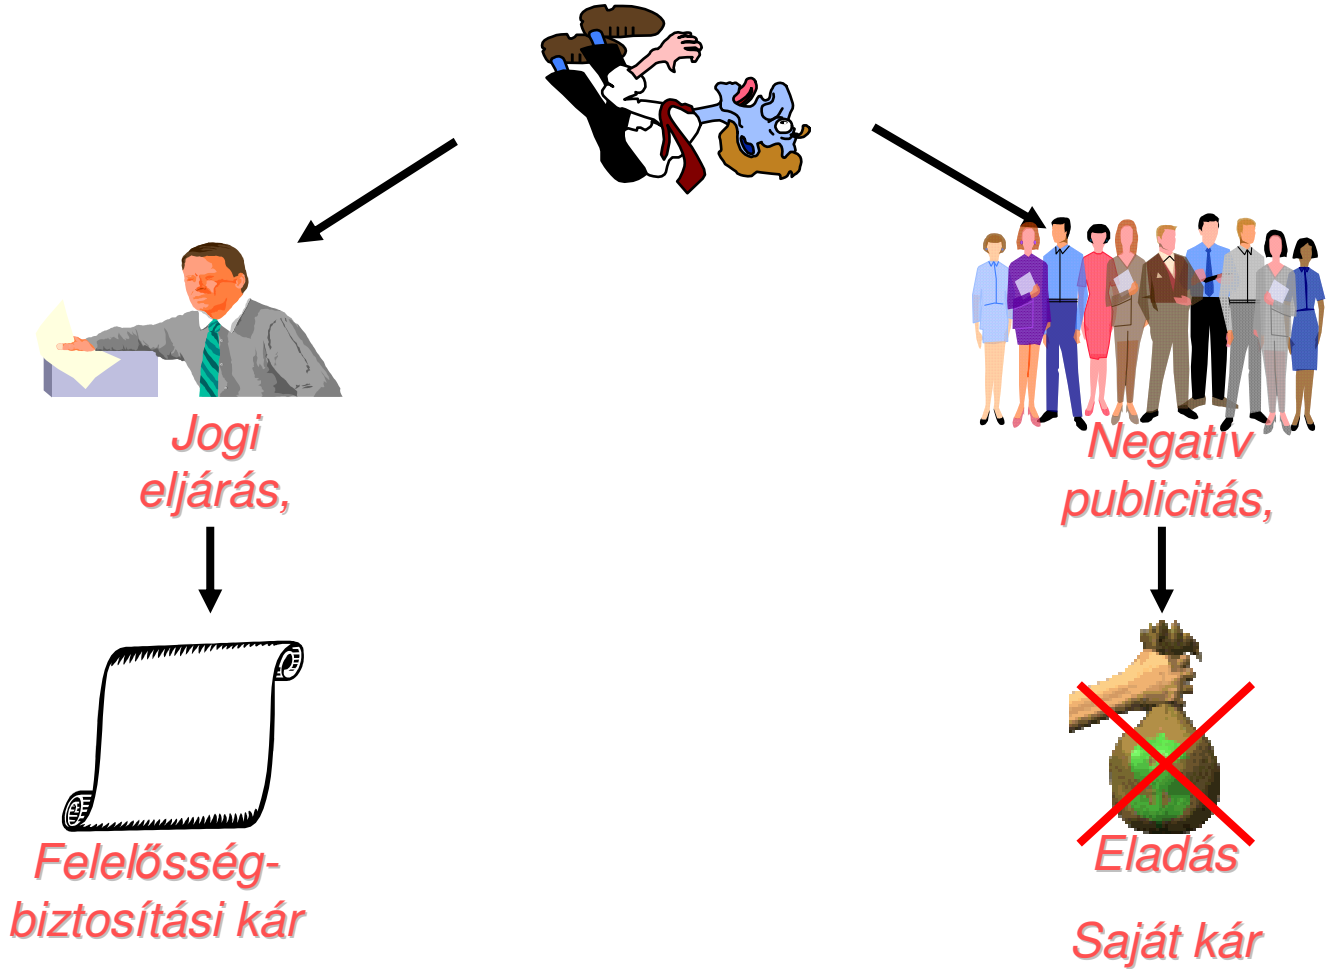 Jogi
eljárás,
Negatív
publicitás,
Felelősség-
biztosítási kár
Eladás
Saját kár